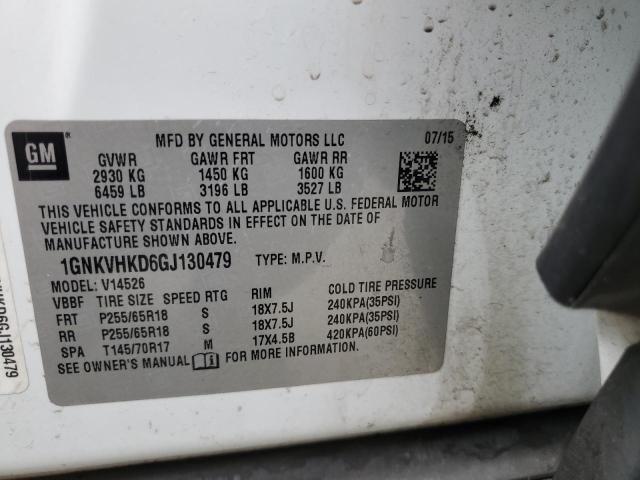 GM
MFD BY GENERAL MOTORS LLC 07/15
GVWR GAWR FRT GAWR RR
2930 KG 1450 KG 1600 KG
6459 LB 3196 LB 3527 LB
THIS VEHICLE CONFORMS TO ALL APPLICABLE U.S. FEDERAL MOTOR
VEHICLE SAFETY STANDARDS IN EFFECT ON THE DATE OF
MANUFACTURE SHOWN ABOVE.
1GNKVHKD6GJ130479 TYPE: M.P.V.
MODEL: V14526
VBBF TIRE SIZE SPEED RTG RIM COLD TIRE PRESSURE
FRT P255/65R18 S 18X7.5J 240KPA(35PSI)
RR P255/65R18 S 18X7.5J 240KPA(35PSI)
SPA T145/70R17 M 17X4.5B 420KPA(60PSI)
SEE OWNER'S MANUAL FOR MORE INFORMATION.
HKD6GJ130479